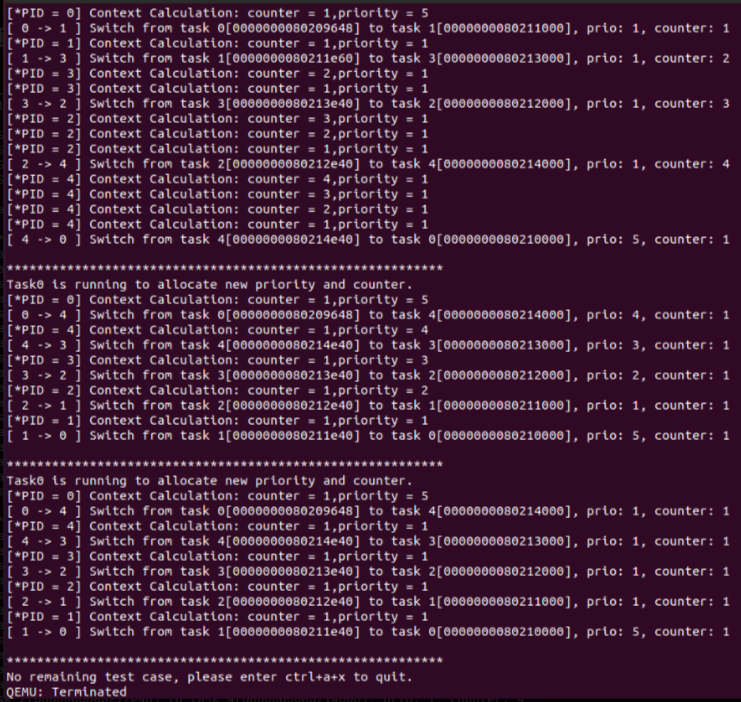 [*PID = 0] Context Calculation: counter = 1,priority = 5
[ 0 -> 1 ] Switch from task 0[0000000080209648] to task 1[0000000080211000], prio: 1, counter: 1
[*PID = 1] Context Calculation: counter = 1,priority = 1
[ 1 -> 3 ] Switch from task 1[0000000080211e60] to task 3[0000000080213000], prio: 1, counter: 2
[*PID = 3] Context Calculation: counter = 2,priority = 1
[*PID = 3] Context Calculation: counter = 1,priority = 1
[ 3 -> 2 ] Switch from task 3[0000000080213e40] to task 2[0000000080212000], prio: 1, counter: 3
[*PID = 2] Context Calculation: counter = 3,priority = 1
[*PID = 2] Context Calculation: counter = 2,priority = 1
[*PID = 2] Context Calculation: counter = 1,priority = 1
[ 2 -> 4 ] Switch from task 2[0000000080212e40] to task 4[0000000080214000], prio: 1, counter: 4
[*PID = 4] Context Calculation: counter = 4,priority = 1
[*PID = 4] Context Calculation: counter = 3,priority = 1
[*PID = 4] Context Calculation: counter = 2,priority = 1
[*PID = 4] Context Calculation: counter = 1,priority = 1
[ 4 -> 0 ] Switch from task 4[0000000080214e40] to task 0[0000000080210000], prio: 5, counter: 1
**********************************************************
Task0 is running to allocate new priority and counter.
[*PID = 0] Context Calculation: counter = 1,priority = 5
[ 0 -> 4 ] Switch from task 0[0000000080209648] to task 4[0000000080214000], prio: 4, counter: 1
[*PID = 4] Context Calculation: counter = 1,priority = 4
[ 4 -> 3 ] Switch from task 4[0000000080214e40] to task 3[0000000080213000], prio: 3, counter: 1
[*PID = 3] Context Calculation: counter = 1,priority = 3
[ 3 -> 2 ] Switch from task 3[0000000080213e40] to task 2[0000000080212000], prio: 2, counter: 1
[*PID = 2] Context Calculation: counter = 1,priority = 2
[ 2 -> 1 ] Switch from task 2[0000000080212e40] to task 1[0000000080211000], prio: 1, counter: 1
[*PID = 1] Context Calculation: counter = 1,priority = 1
[ 1 -> 0 ] Switch from task 1[0000000080211e40] to task 0[0000000080210000], prio: 5, counter: 1
**********************************************************
Task0 is running to allocate new priority and counter.
[*PID = 0] Context Calculation: counter = 1,priority = 5
[ 0 -> 4 ] Switch from task 0[0000000080209648] to task 4[0000000080214000], prio: 1, counter: 1
[*PID = 4] Context Calculation: counter = 1,priority = 1
[ 4 -> 3 ] Switch from task 4[0000000080214e40] to task 3[0000000080213000], prio: 1, counter: 1
[*PID = 3] Context Calculation: counter = 1,priority = 1
[ 3 -> 2 ] Switch from task 3[0000000080213e40] to task 2[0000000080212000], prio: 1, counter: 1
[*PID = 2] Context Calculation: counter = 1,priority = 1
[ 2 -> 1 ] Switch from task 2[0000000080212e40] to task 1[0000000080211000], prio: 1, counter: 1
[*PID = 1] Context Calculation: counter = 1,priority = 1
[ 1 -> 0 ] Switch from task 1[0000000080211e40] to task 0[0000000080210000], prio: 5, counter: 1
**********************************************************
No remaining test case, please enter ctrl+a+x to quit.
QEMU: Terminated